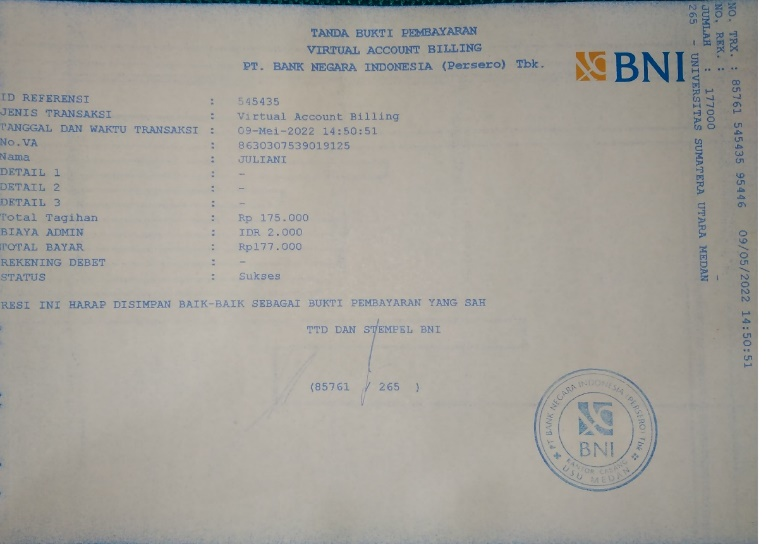 TANDA BUKTI PEMBAYARAN
VIRTUAL ACCOUNT BILLING
PT. BANK NEGARA INDONESIA (Persero) Tbk.
BNI
ID REFERENSI : 545435
JENIS TRANSAKSI : Virtual Account Billing
TANGGAL DAN WAKTU TRANSAKSI : 09-Mei-2022 14:50:51
No.VA : 8630307539019125
Nama : JULIANI
DETAIL 1 : -
DETAIL 2 : -
DETAIL 3 : -
Total Tagihan : Rp 175.000
BIAYA ADMIN : IDR 2.000
TOTAL BAYAR : Rp177.000
REKENING DEBET : -
STATUS : Sukses
RESI INI HARAP DISIMPAN BAIK-BAIK SEBAGAI BUKTI PEMBAYARAN YANG SAH
TTD DAN STEMPEL BNI
(85761 / 265 )
PT BANK NEGARA INDONESIA (PERSERO) Tbk
BNI
KANTOR CABANG
USU MEDAN
NO. TRX. : 85761 545435 95446 09/05/2022 14:50:51
NO. REK. : -
JUMLAH : 177000
265 - UNIVERSITAS SUMATERA UTARA MEDAN